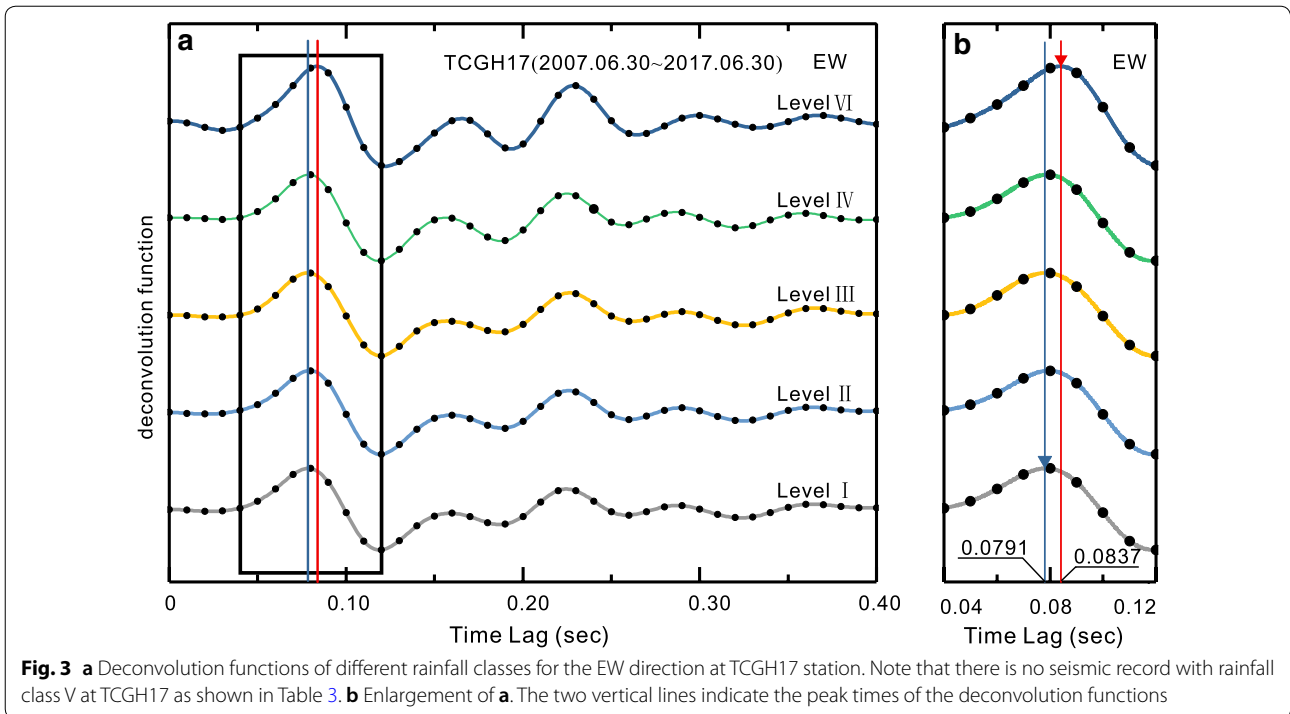 a
TCGH17(2007.06.30~2017.06.30) EW
Level Ⅵ
Level Ⅳ
Level Ⅲ
Level Ⅱ
Level Ⅰ
deconvolution function
0 0.10 0.20 0.30 0.40
Time Lag (sec)
b
EW
0.0791
0.0837
0.04 0.08 0.12
Time Lag (sec)
Fig. 3 a Deconvolution functions of different rainfall classes for the EW direction at TCGH17 station. Note that there is no seismic record with rainfall
class V at TCGH17 as shown in Table 3. b Enlargement of a. The two vertical lines indicate the peak times of the deconvolution functions